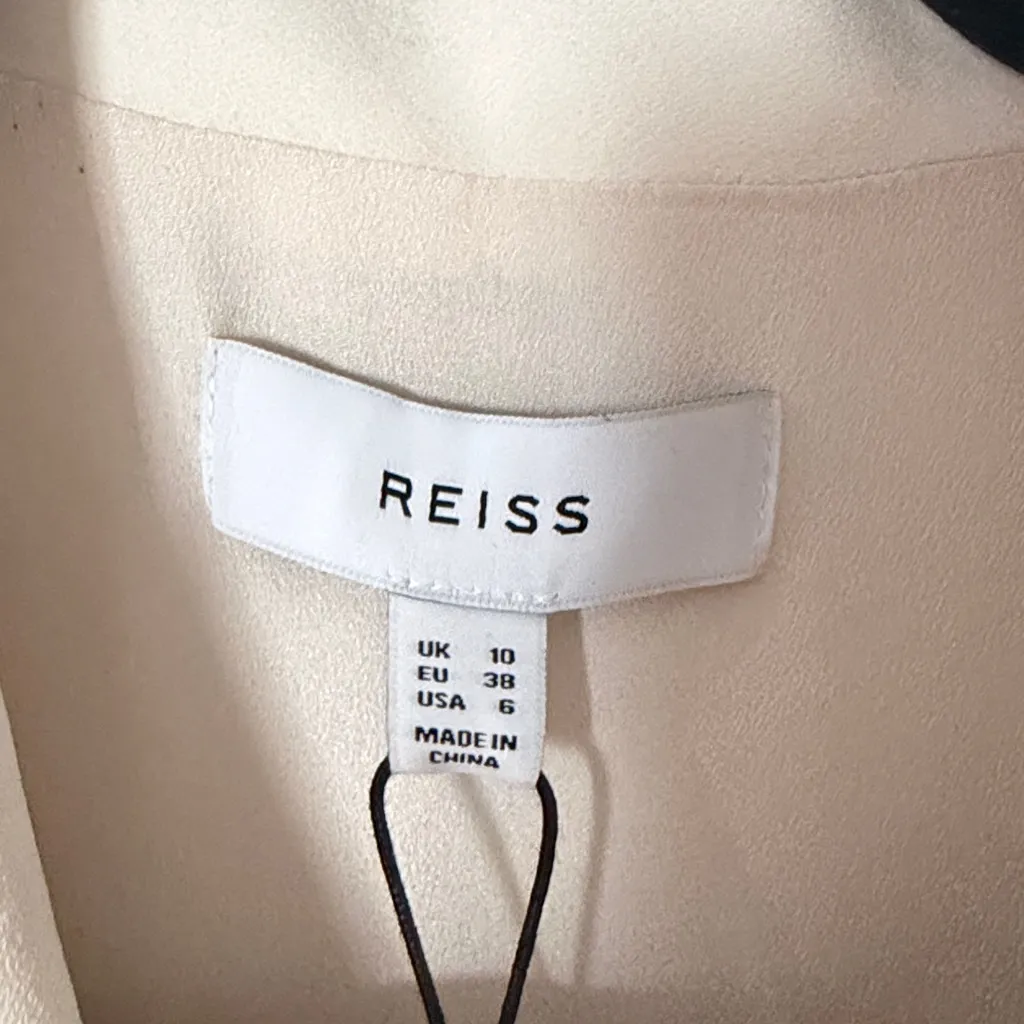 REISS
UK 10
EU 38
USA 6
MADE IN
CHINA